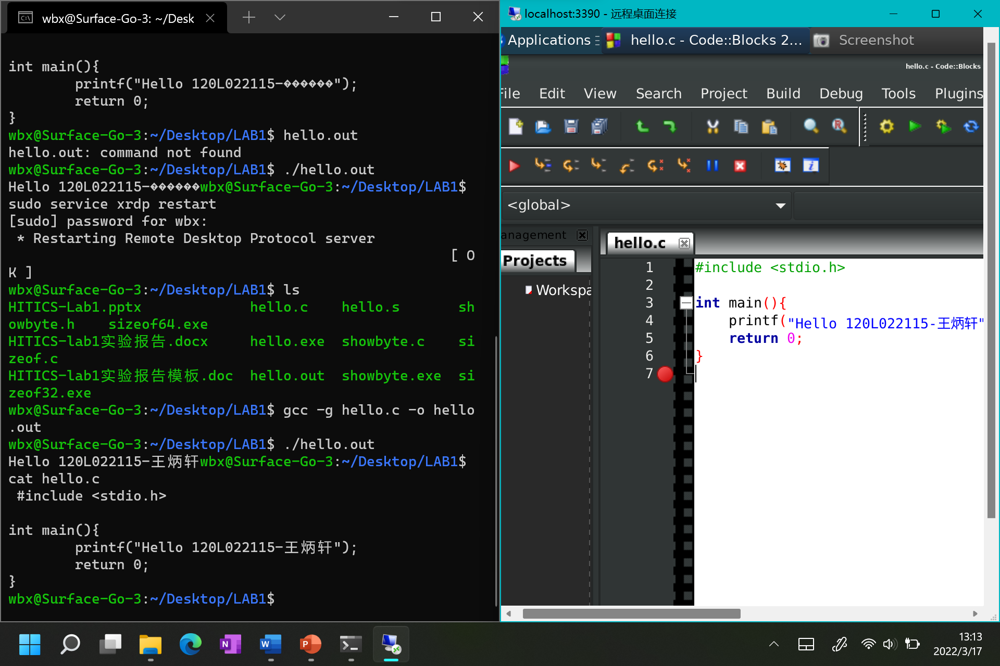 wbx@Surface-Go-3: ~/Desk
int main(){
printf("Hello 120L022115-������");
return 0;
}
wbx@Surface-Go-3:~/Desktop/LAB1$ hello.out
hello.out: command not found
wbx@Surface-Go-3:~/Desktop/LAB1$ ./hello.out
Hello 120L022115-������wbx@Surface-Go-3:~/Desktop/LAB1$
sudo service xrdp restart
[sudo] password for wbx:
* Restarting Remote Desktop Protocol server
[ O
K ]
wbx@Surface-Go-3:~/Desktop/LAB1$ ls
HITICS-Lab1.pptx hello.c hello.s sh
owbyte.h sizeof64.exe
HITICS-lab1实验报告.docx hello.exe showbyte.c si
zeof.c
HITICS-lab1实验报告模板.doc hello.out showbyte.exe si
zeof32.exe
wbx@Surface-Go-3:~/Desktop/LAB1$ gcc -g hello.c -o hello
.out
wbx@Surface-Go-3:~/Desktop/LAB1$ ./hello.out
Hello 120L022115-王炳轩wbx@Surface-Go-3:~/Desktop/LAB1$
cat hello.c
#include <stdio.h>
int main(){
printf("Hello 120L022115-王炳轩");
return 0;
}
wbx@Surface-Go-3:~/Desktop/LAB1$
localhost:3390 - 远程桌面连接
Applications hello.c - Code::Blocks 2... Screenshot
hello.c - Code::Blocks
File Edit View Search Project Build Debug Tools Plugins
<global>
anagement
hello.c
Projects
Workspa
1 #include <stdio.h>
2
3 int main(){
4 printf("Hello 120L022115-王炳轩"
5 return 0;
6 }
7
13:13
2022/3/17